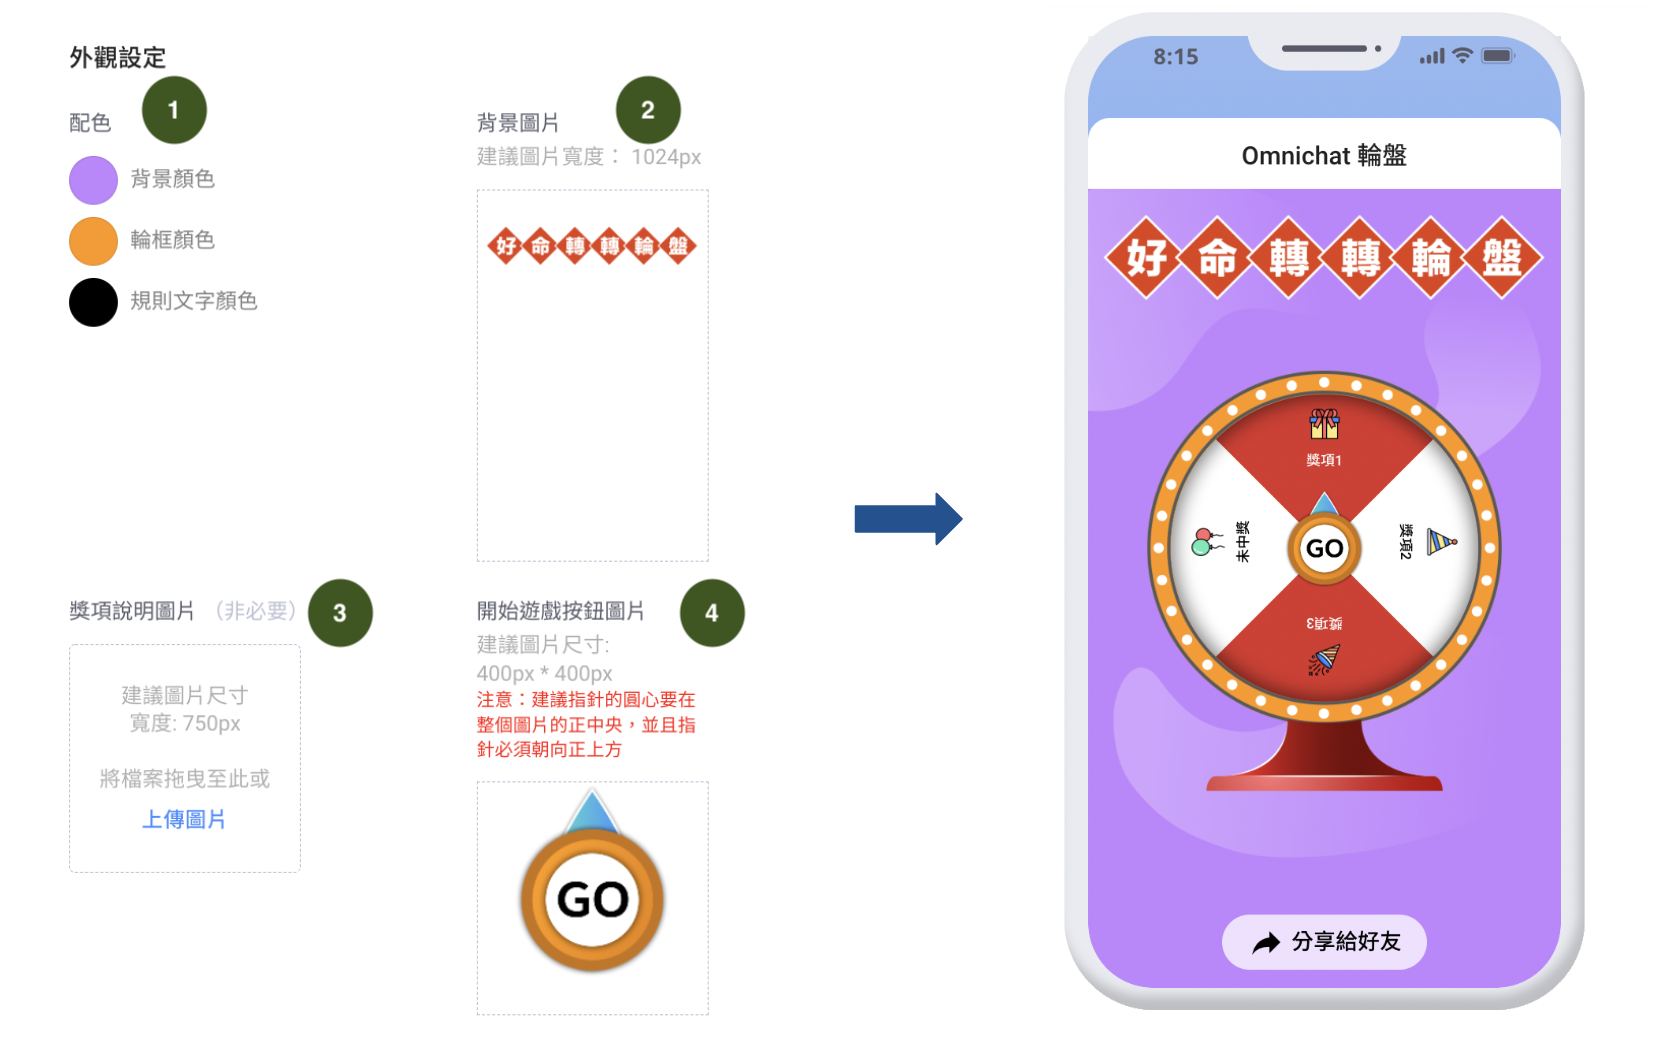 外觀設定
1
配色
背景顏色
輪框顏色
規則文字顏色
2
背景圖片
建議圖片寬度： 1024px
好命轉轉輪盤
3
獎項說明圖片 （非必要）
建議圖片尺寸
寬度: 750px
將檔案拖曳至此或
上傳圖片
4
開始遊戲按鈕圖片
建議圖片尺寸:
400px * 400px
注意：建議指針的圓心要在
整個圖片的正中央，並且指
針必須朝向正上方
GO
8:15
Omnichat 輪盤
好命轉轉輪盤
獎項1
未中獎
GO
獎項2
獎項3
分享給好友